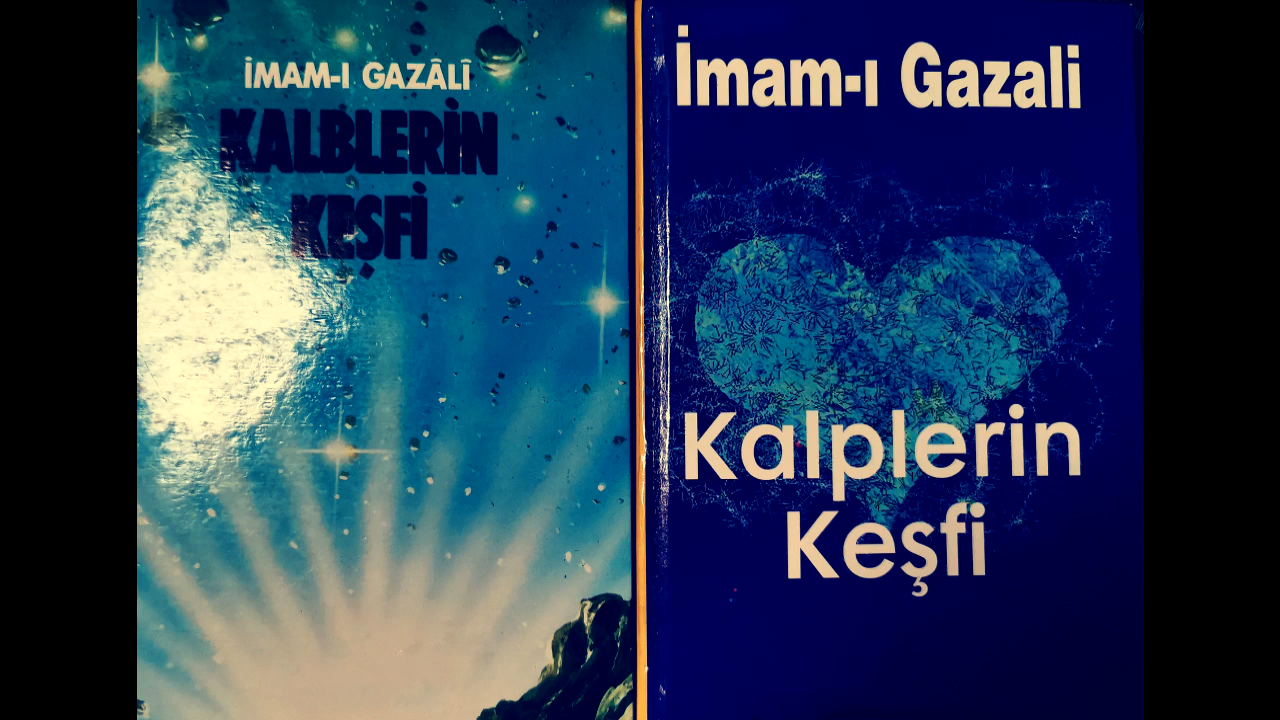 İMAM-I GAZÂLÎ
KALBLERİN
KEŞFİ
İmam-ı Gazali
Kalplerin
Keşfi